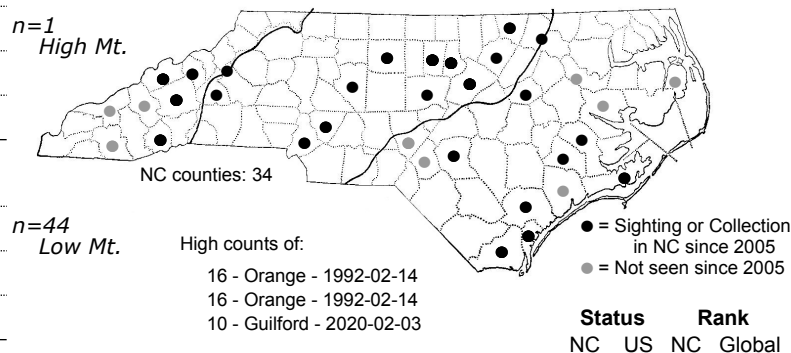 n=1
High Mt.
NC counties: 34
n=44
Low Mt.
High counts of:
16 - Orange - 1992-02-14
16 - Orange - 1992-02-14
10 - Guilford - 2020-02-03
= Sighting or Collection
in NC since 2005
= Not seen since 2005
Status Rank
NC US NC Global